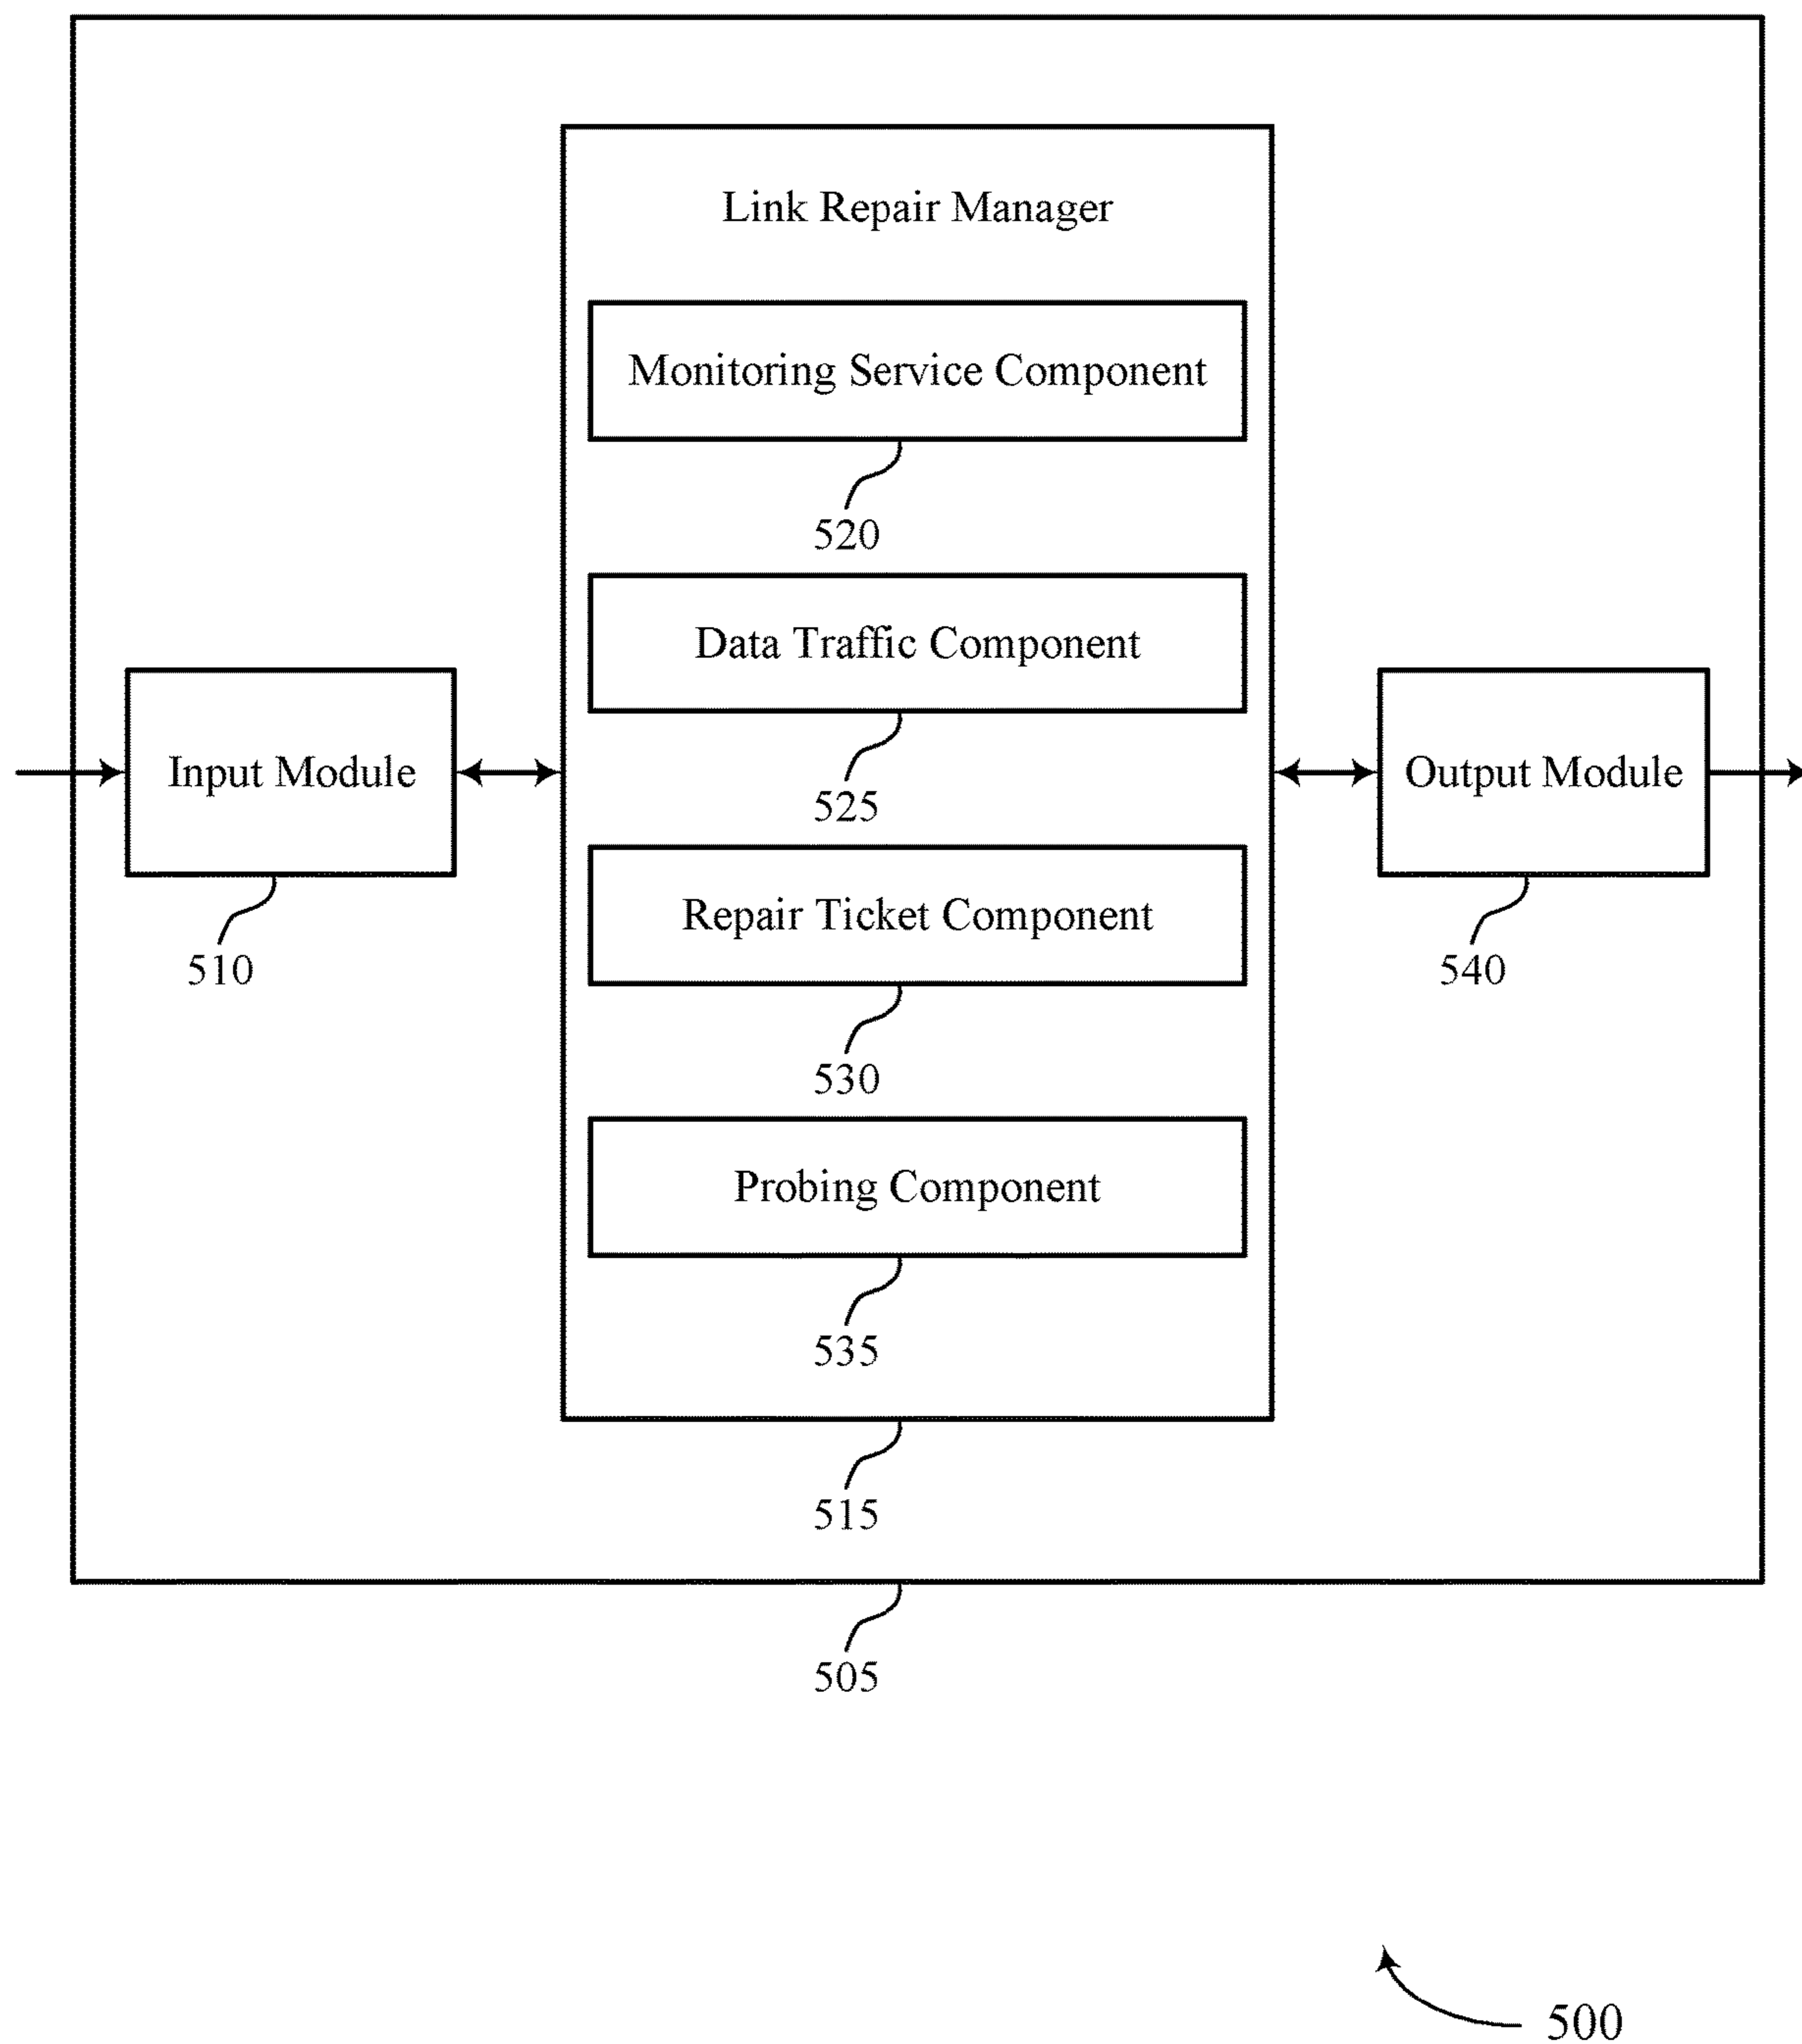 Link Repair Manager
Monitoring Service Component
520
Data Traffic Component
525
Input Module
510
Output Module
540
Repair Ticket Component
530
Probing Component
535
515
505
500